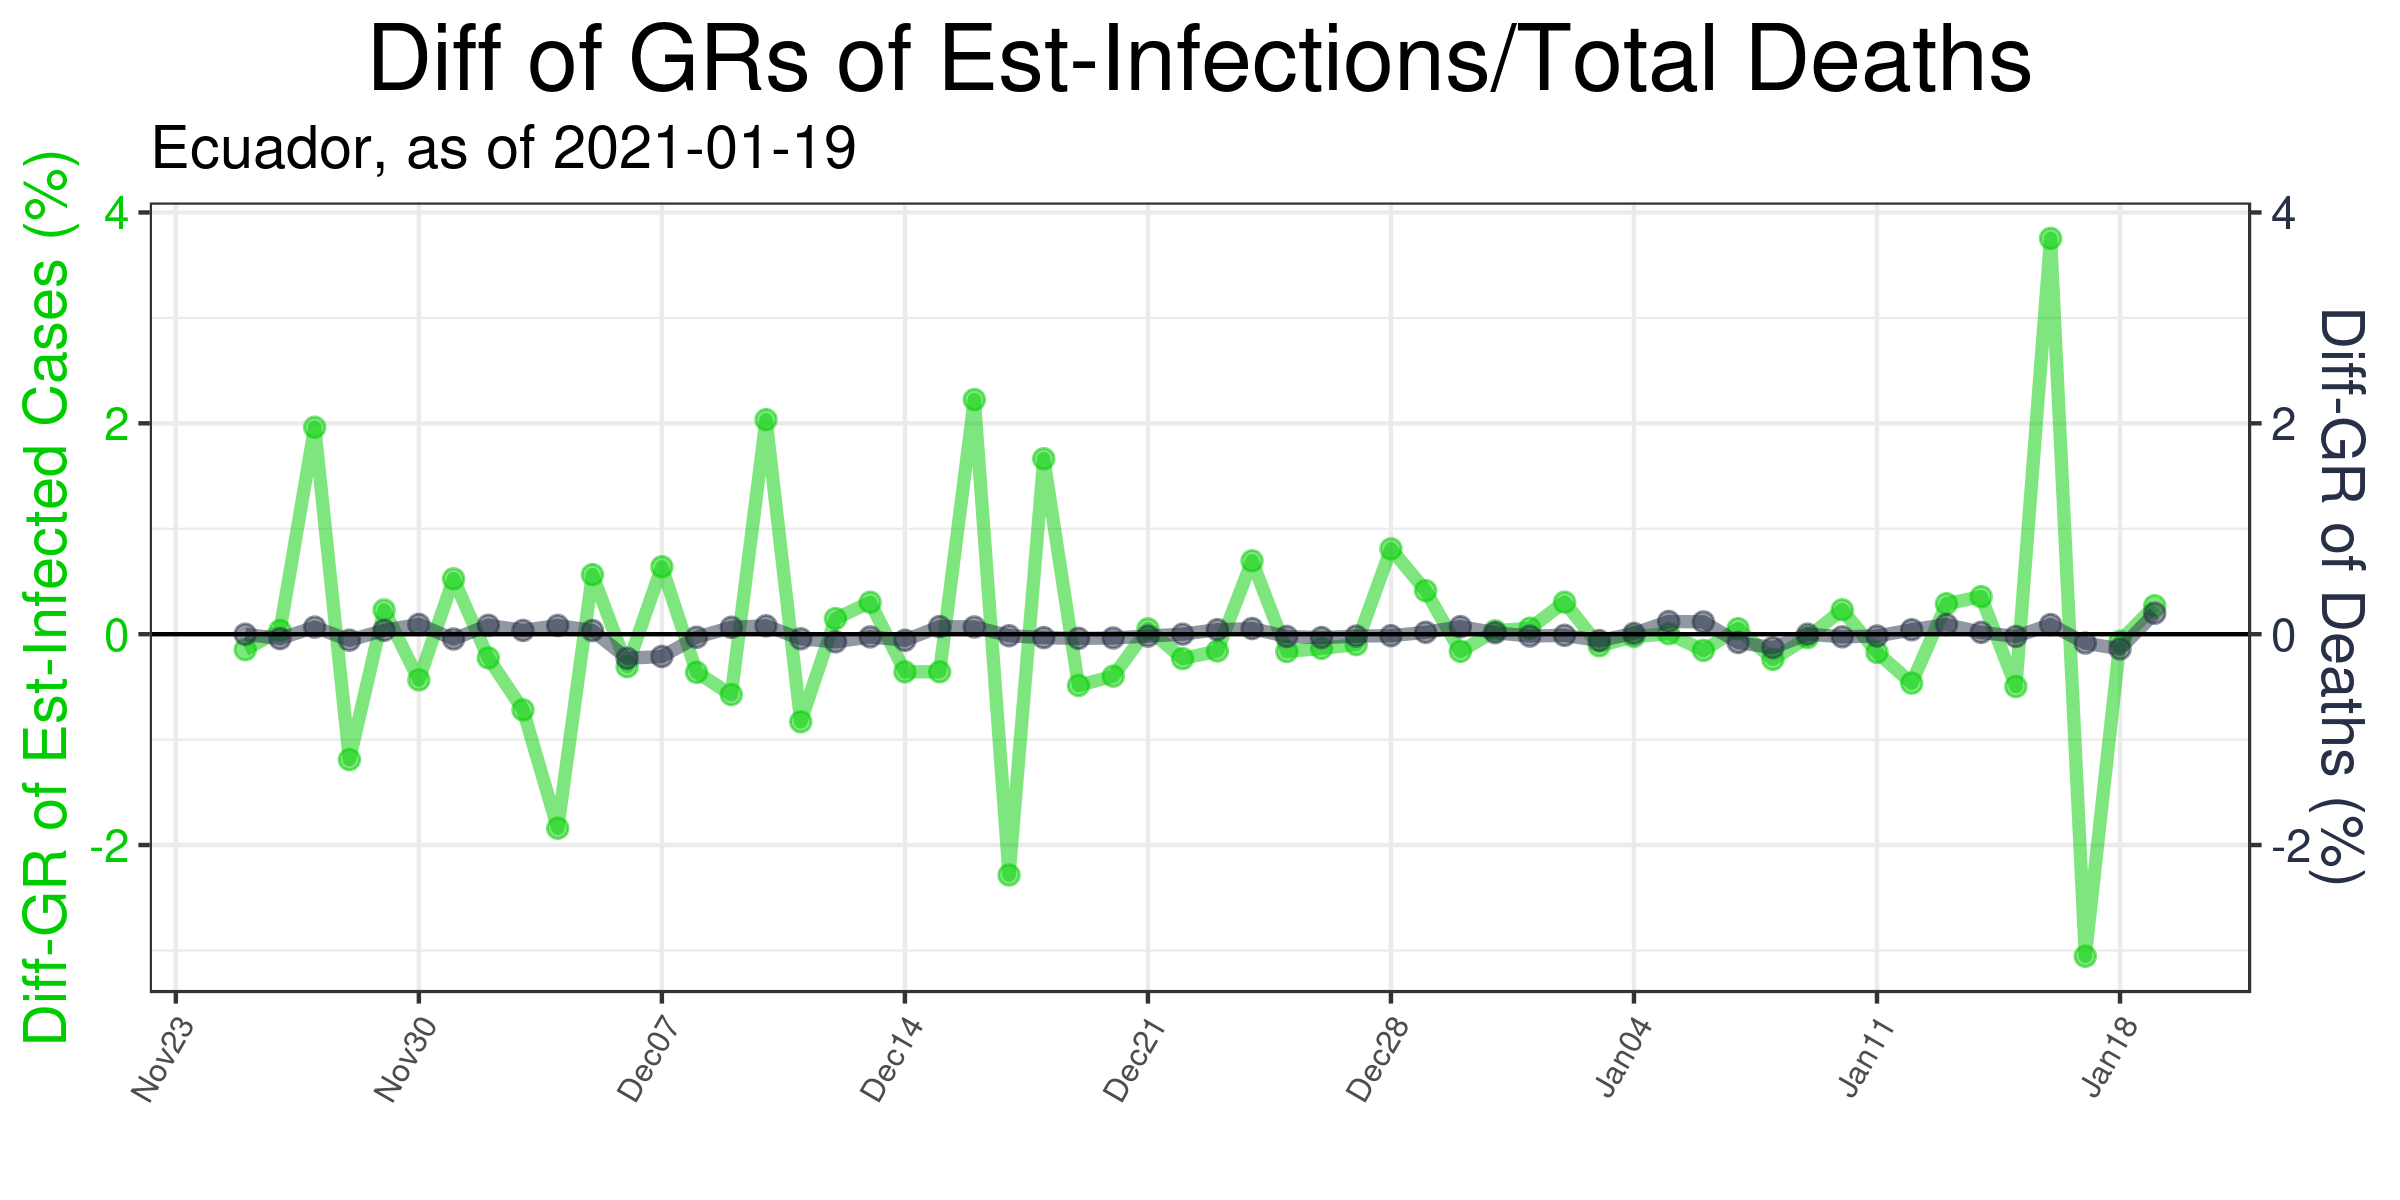 Diff of GRs of Est-Infections/Total Deaths
Ecuador, as of 2021-01-19
Diff-GR of Est-Infected Cases (%)
4
2
0
-2
4
2
0
-2
Diff-GR of Deaths (%)
Nov23
Nov30
Dec07
Dec14
Dec21
Dec28
Jan04
Jan11
Jan18